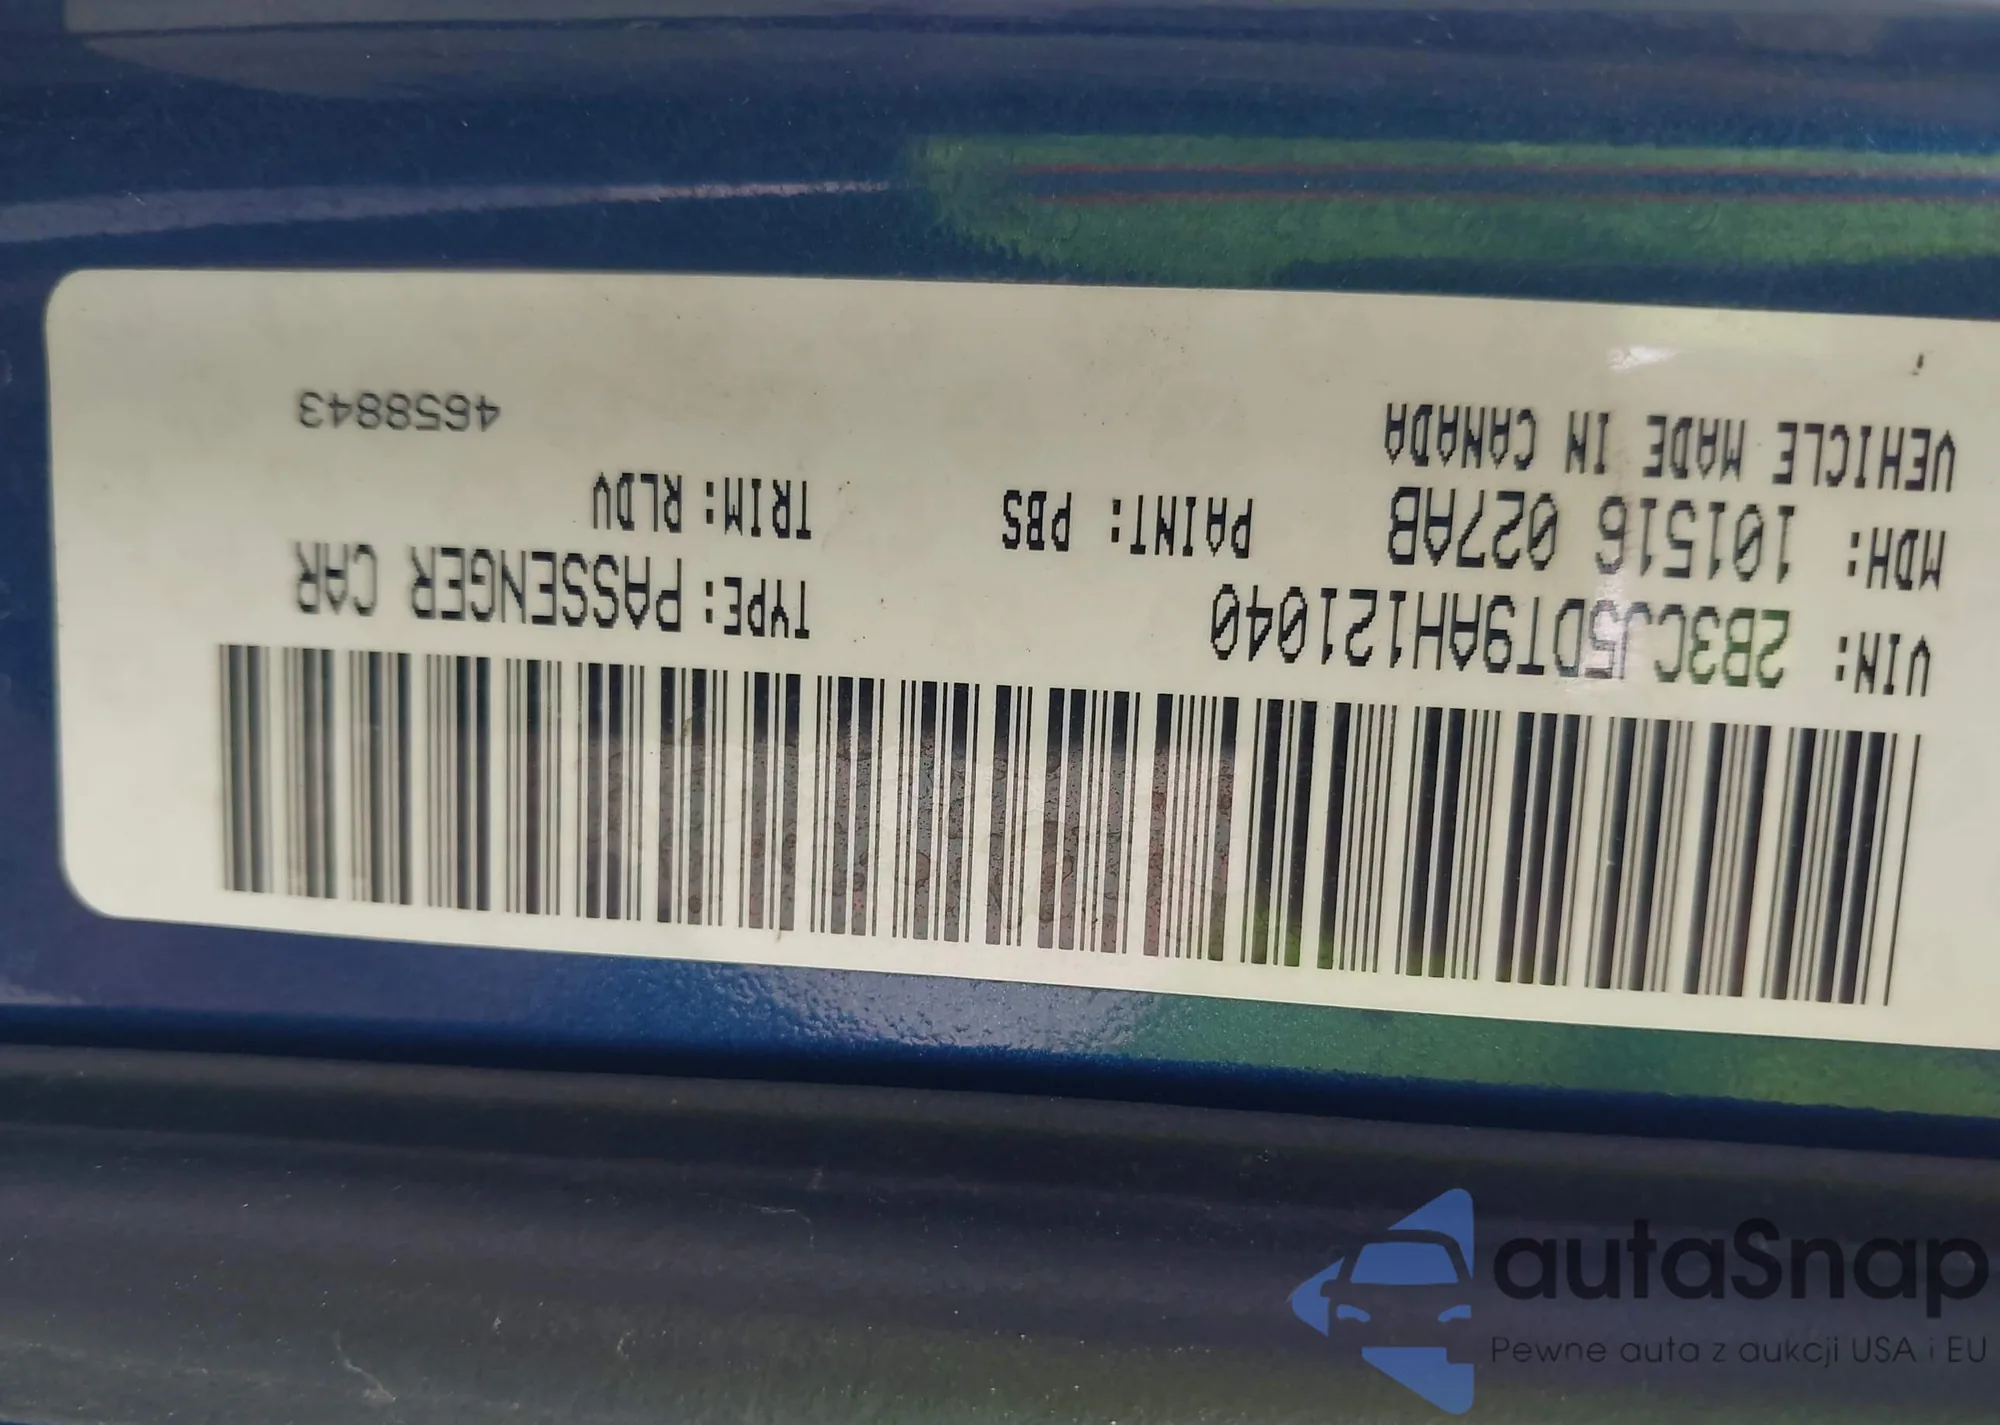 VIN: 2B3CJ5DT9AH121040 TYPE: PASSENGER CAR
MDH: 101516 027AB PAINT: PBS TRIM: RLDV
VEHICLE MADE IN CANADA 4658843
autaSnap
Pewne auta z aukcji USA i EU